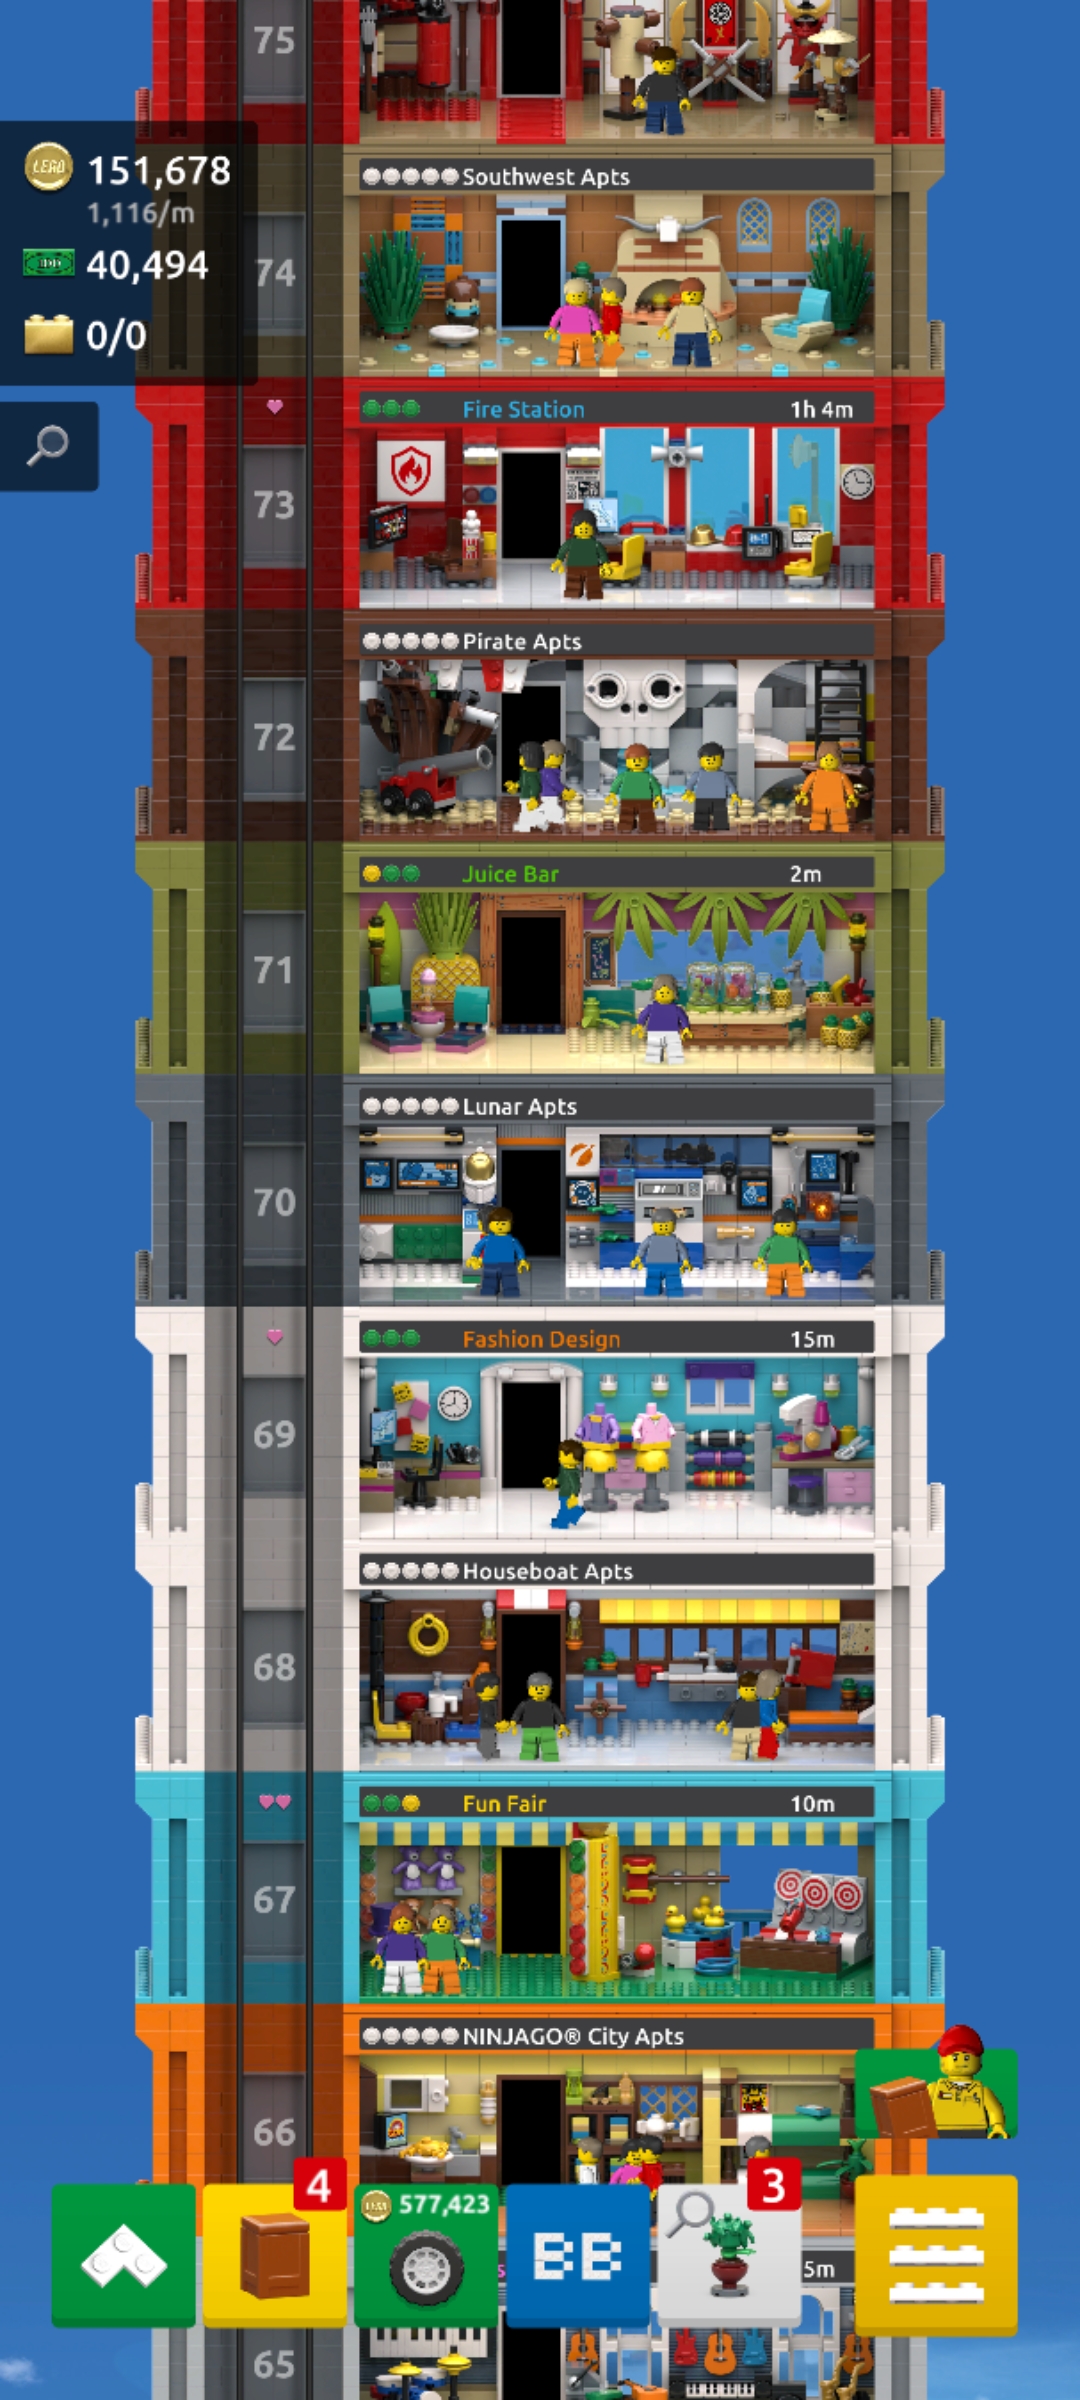 75
LEGO
151,678
1,116/m
40,494
0/0
Southwest Apts
74
Fire Station 1h 4m
73
Pirate Apts
72
Juice Bar 2m
71
Lunar Apts
70
Fashion Design 15m
69
Houseboat Apts
68
Fun Fair 10m
67
NINJAGO® City Apts
66
4
577,423
BB
3
s
5m
65